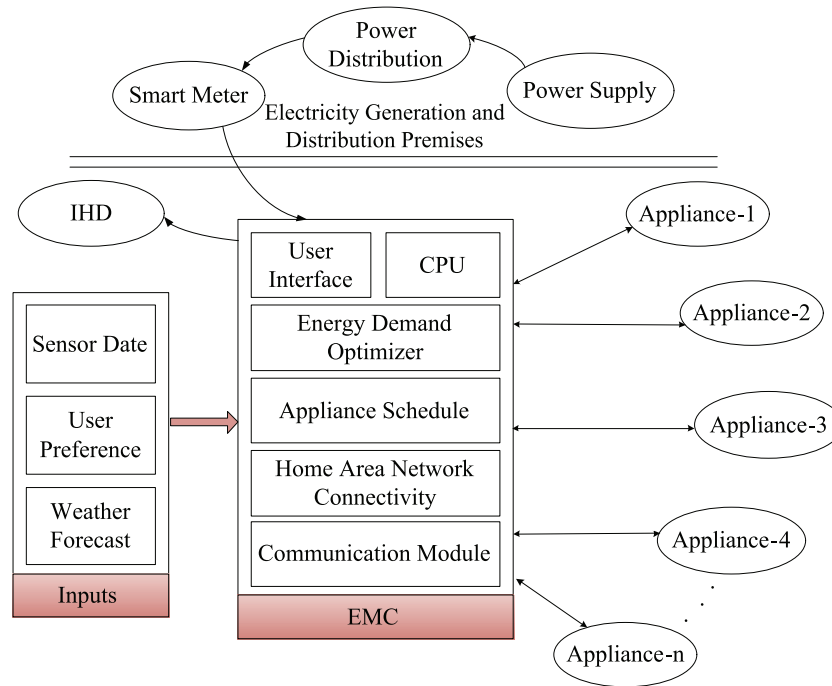 Power
Distribution
Smart Meter
Power Supply
Electricity Generation and
Distribution Premises
IHD
Appliance-1
User
Interface
CPU
Sensor Date
Energy Demand
Optimizer
Appliance-2
User
Preference
Appliance Schedule
Appliance-3
Weather
Forecast
Home Area Network
Connectivity
Communication Module
Appliance-4
Inputs
EMC
Appliance-n